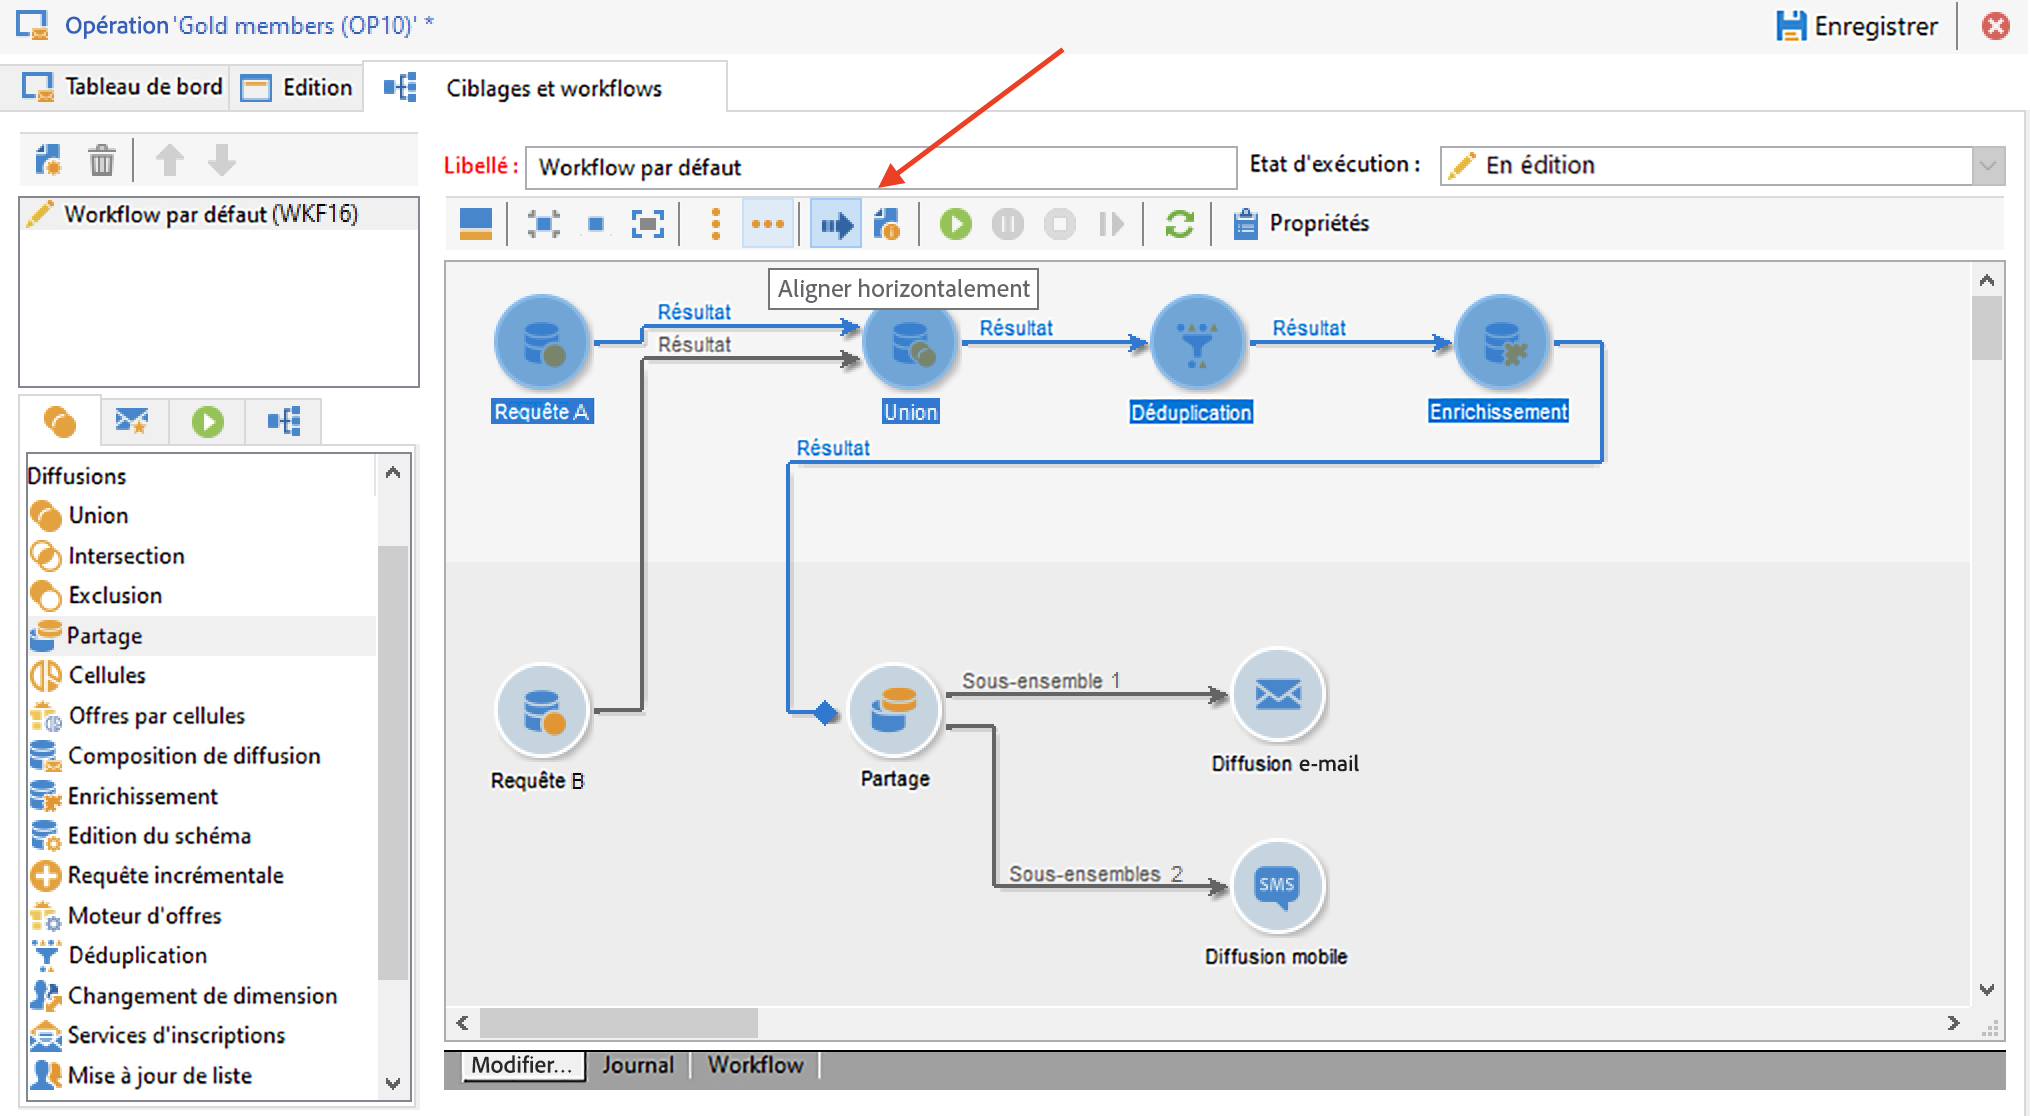 Opération 'Gold members (OP10)' *
Enregistrer
Tableau de bord
Edition
Ciblages et workflows
Libellé :
Workflow par défaut
Etat d'exécution :
En édition
Workflow par défaut (WKF16)
Propriétés
Aligner horizontalement
Résultat
Résultat
Résultat
Résultat
Requête A
Union
Déduplication
Enrichissement
Résultat
Sous-ensemble 1
Diffusion e-mail
Requête B
Partage
Sous-ensembles 2
SMS
Diffusion mobile
Diffusions
Union
Intersection
Exclusion
Partage
Cellules
Offres par cellules
Composition de diffusion
Enrichissement
Edition du schéma
Requête incrémentale
Moteur d'offres
Déduplication
Changement de dimension
Services d'inscriptions
Mise à jour de liste
Modifier...
Journal
Workflow